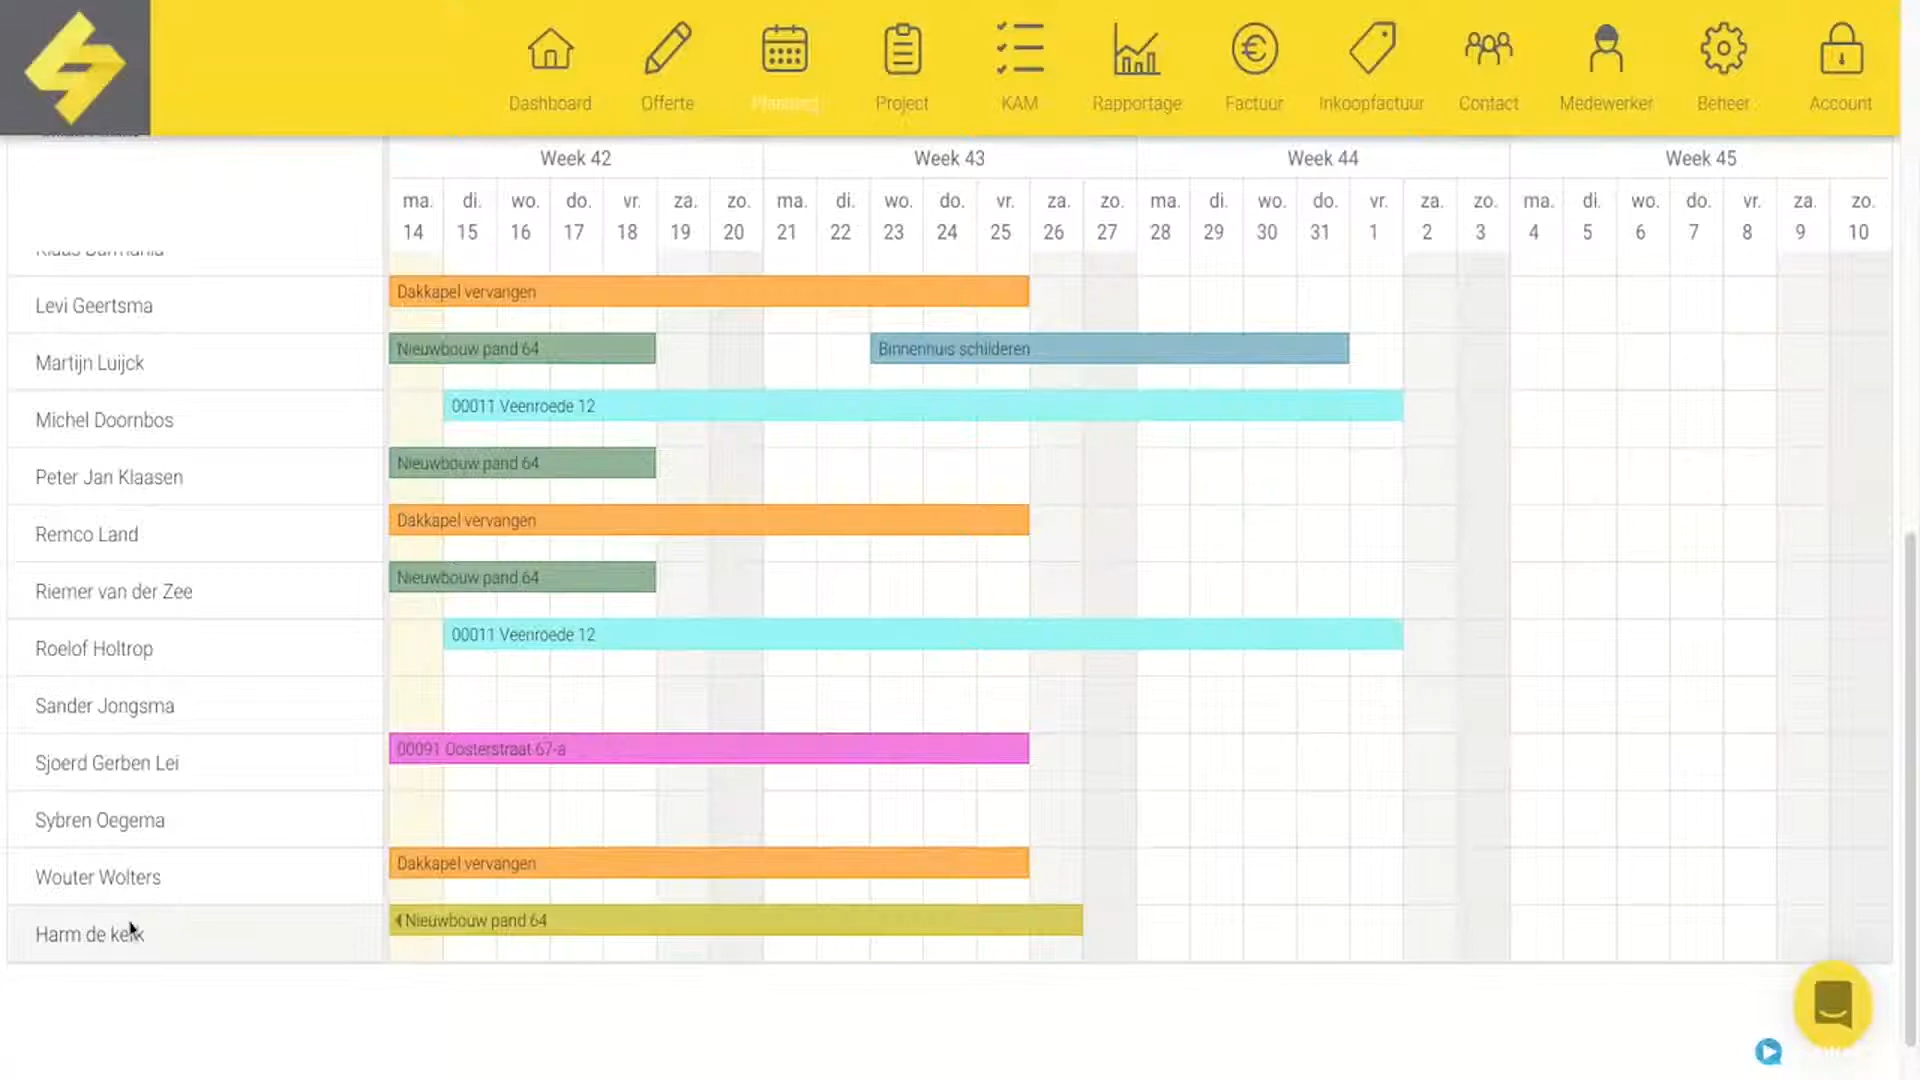 Dashboard Offerte Planning Project KAM Rapportage Factuur Inkoopfactuur Contact Medewerker Beheer Account
Week 42 Week 43 Week 44 Week 45
ma. di. wo. do. vr. za. zo. ma. di. wo. do. vr. za. zo. ma. di. wo. do. vr. za. zo. ma. di. wo. do. vr. za. zo.
14 15 16 17 18 19 20 21 22 23 24 25 26 27 28 29 30 31 1 2 3 4 5 6 7 8 9 10
Levi Geertsma Dakkapel vervangen
Martijn Luijck Nieuwbouw pand 64 Binnenhuis schilderen
Michel Doornbos 00011 Veenroede 12
Peter Jan Klaasen Nieuwbouw pand 64
Remco Land Dakkapel vervangen
Riemer van der Zee Nieuwbouw pand 64
Roelof Holtrop 00011 Veenroede 12
Sander Jongsma
Sjoerd Gerben Lei 00091 Oosterstraat 67-a
Sybren Oegema
Wouter Wolters Dakkapel vervangen
Harm de kerk Nieuwbouw pand 64